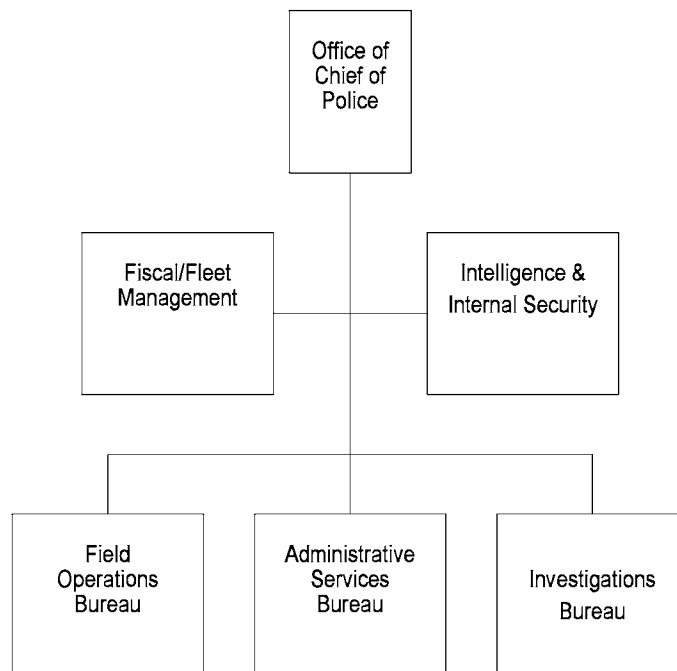 Office of
Chief of
Police
Fiscal/Fleet
Management
Intelligence &
Internal Security
Field
Operations
Bureau
Administrative
Services
Bureau
Investigations
Bureau